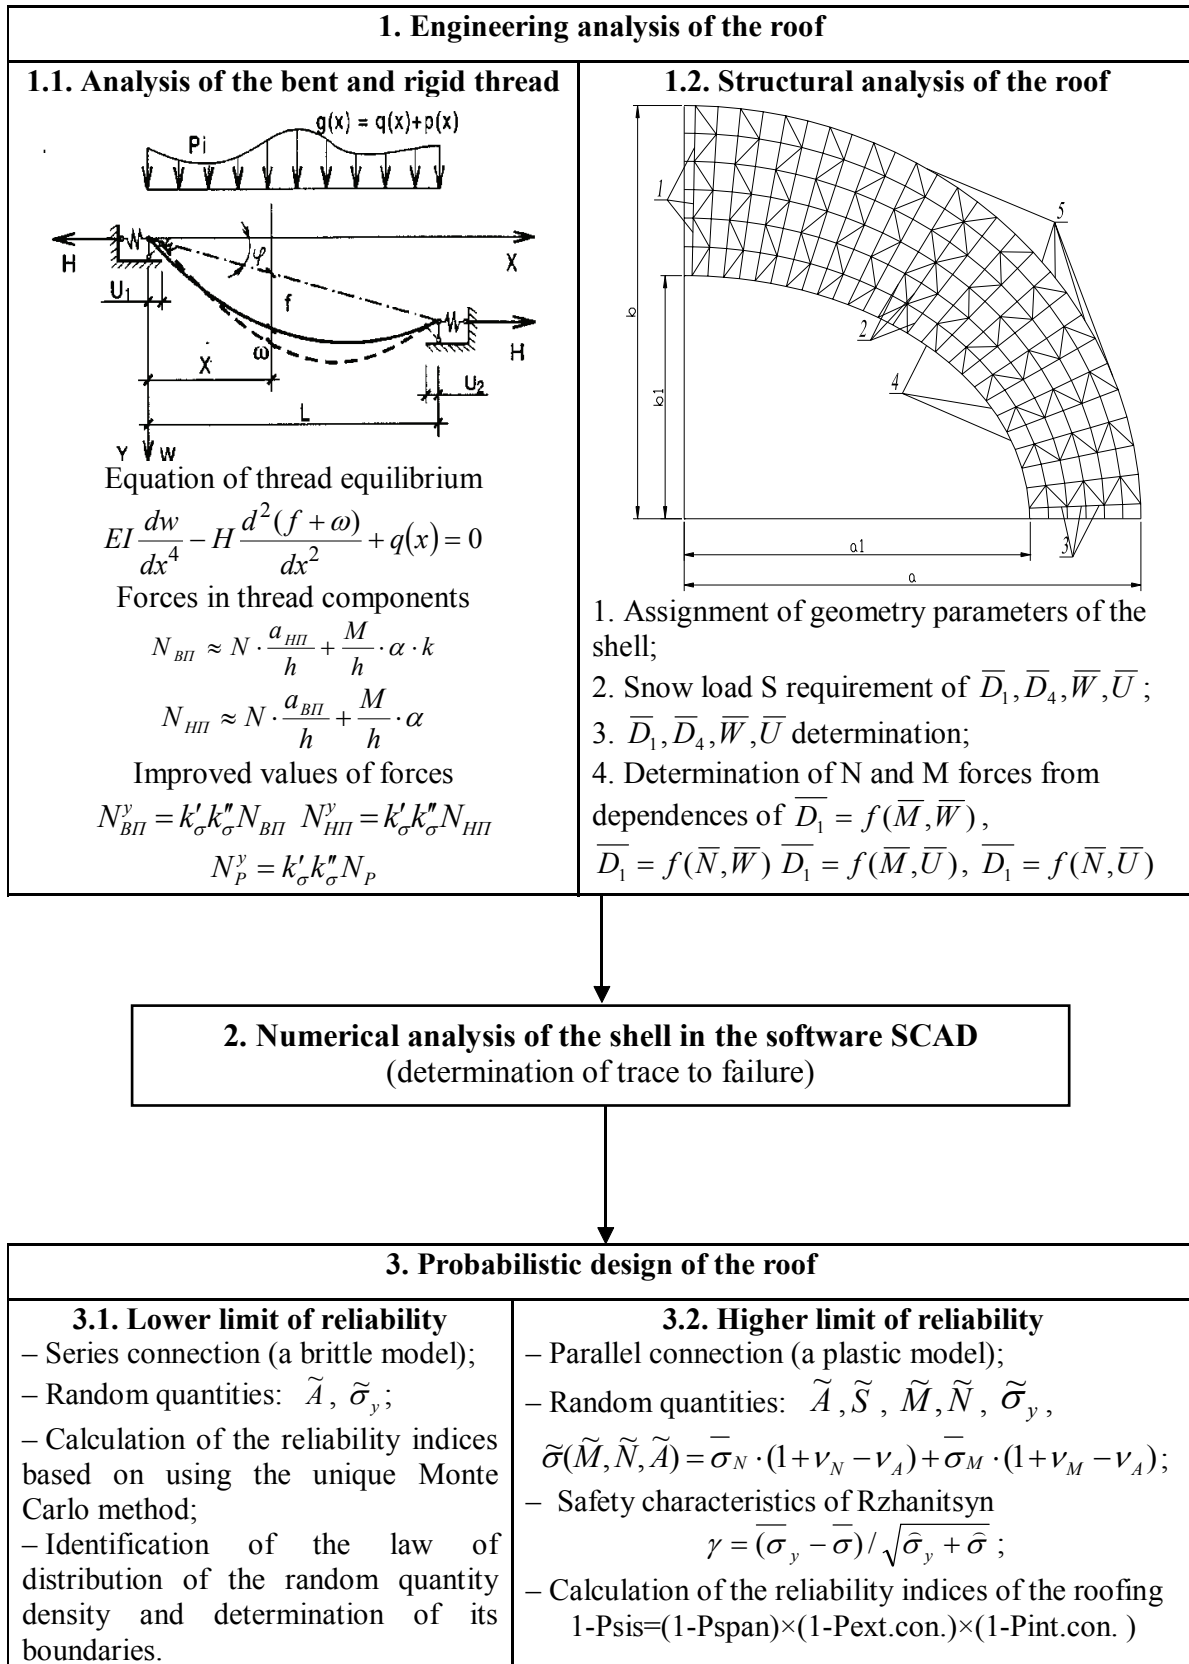 1. Engineering analysis of the roof
1.1. Analysis of the bent and rigid thread
g(x) = q(x)+p(x)
Pi
H
φ
X
U₁
f
ω
H
X
U₂
L
Y W
Equation of thread equilibrium
EI dw/dx⁴ − H d²(f + ω)/dx² + q(x) = 0
Forces in thread components
N_ВП ≈ N · a_НП/h + M/h · α · k
N_НП ≈ N · a_ВП/h + M/h · α
Improved values of forces
N^y_ВП = k′_σ k″_σ N_ВП N^y_НП = k′_σ k″_σ N_НП
N^y_P = k′_σ k″_σ N_P
1.2. Structural analysis of the roof
1
5
b
2
b1
4
3
a1
a
1. Assignment of geometry parameters of the
shell;
2. Snow load S requirement of D̅₁, D̅₄, W̅, U̅ ;
3. D̅₁, D̅₄, W̅, U̅ determination;
4. Determination of N and M forces from
dependences of D̅₁ = f(M̅, W̅) ,
D̅₁ = f(N̅, W̅) D̅₁ = f(M̅, U̅), D̅₁ = f(N̅, U̅)
2. Numerical analysis of the shell in the software SCAD
(determination of trace to failure)
3. Probabilistic design of the roof
3.1. Lower limit of reliability
– Series connection (a brittle model);
– Random quantities: Ã , σ̃_y ;
– Calculation of the reliability indices
based on using the unique Monte
Carlo method;
– Identification of the law of
distribution of the random quantity
density and determination of its
boundaries.
3.2. Higher limit of reliability
– Parallel connection (a plastic model);
– Random quantities: Ã , S̃ , M̃, Ñ , σ̃_y ,
σ̃(M̃, Ñ, Ã) = σ̅_N · (1+ν_N − ν_A) + σ̅_M · (1+ν_M − ν_A) ;
– Safety characteristics of Rzhanitsyn
γ = (σ̅_y − σ̅) / √(σ̂_y + σ̂) ;
– Calculation of the reliability indices of the roofing
1-Psis=(1-Pspan)×(1-Pext.con.)×(1-Pint.con. )